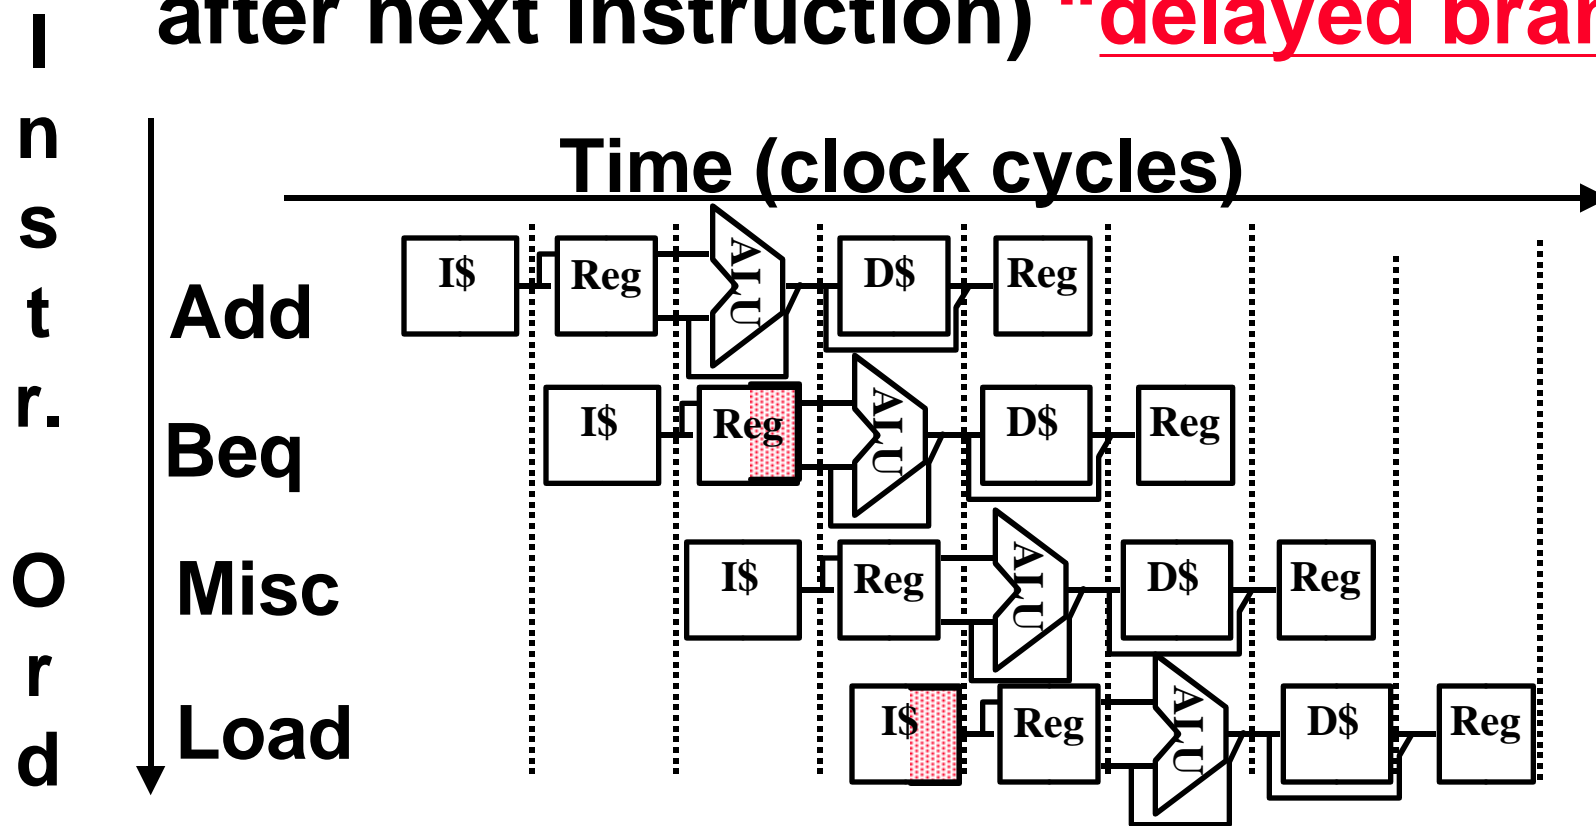 after next instruction) "delayed bran
Time (clock cycles)
I
n
s
t
r.
O
r
d
Add
I$ Reg ALU D$ Reg
Beq
I$ Reg ALU D$ Reg
Misc
I$ Reg ALU D$ Reg
Load
I$ Reg ALU D$ Reg